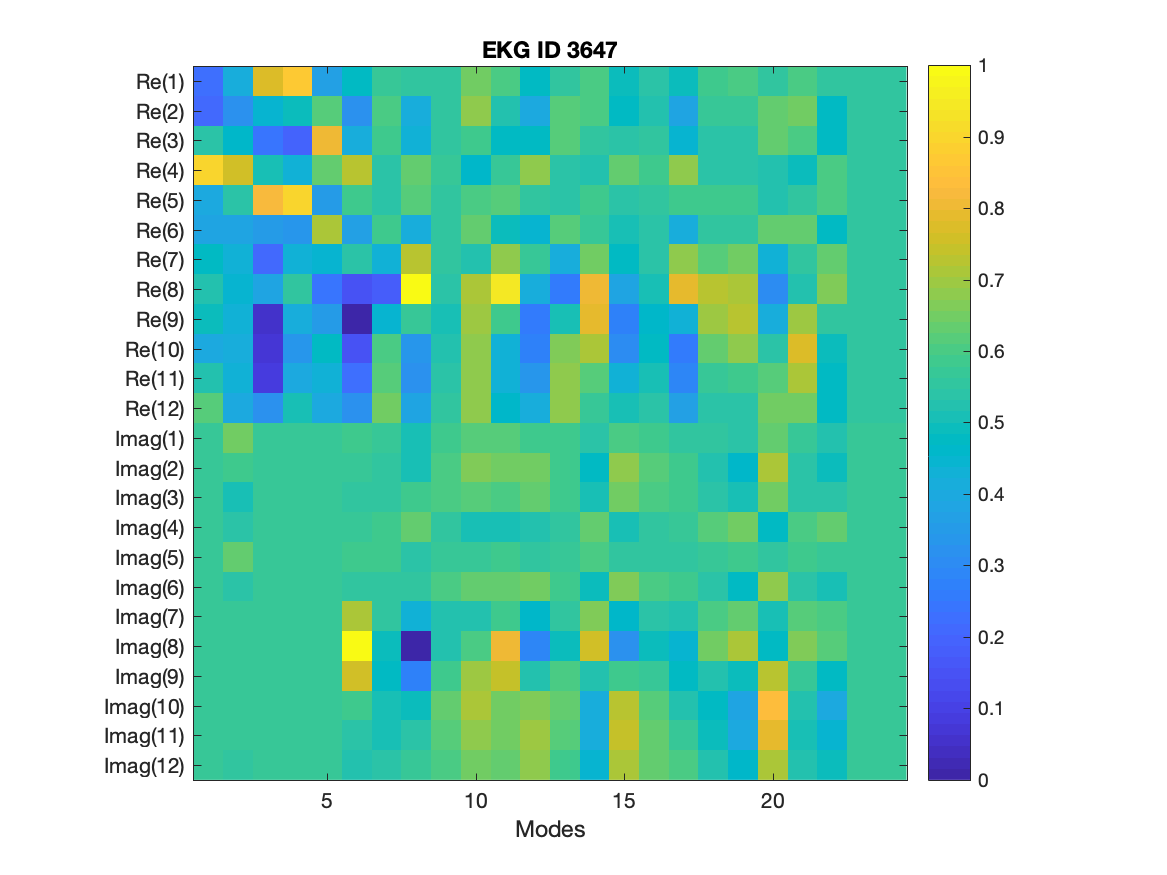 EKG ID 3647
Re(1)
Re(2)
Re(3)
Re(4)
Re(5)
Re(6)
Re(7)
Re(8)
Re(9)
Re(10)
Re(11)
Re(12)
Imag(1)
Imag(2)
Imag(3)
Imag(4)
Imag(5)
Imag(6)
Imag(7)
Imag(8)
Imag(9)
Imag(10)
Imag(11)
Imag(12)
5 10 15 20
Modes
1
0.9
0.8
0.7
0.6
0.5
0.4
0.3
0.2
0.1
0